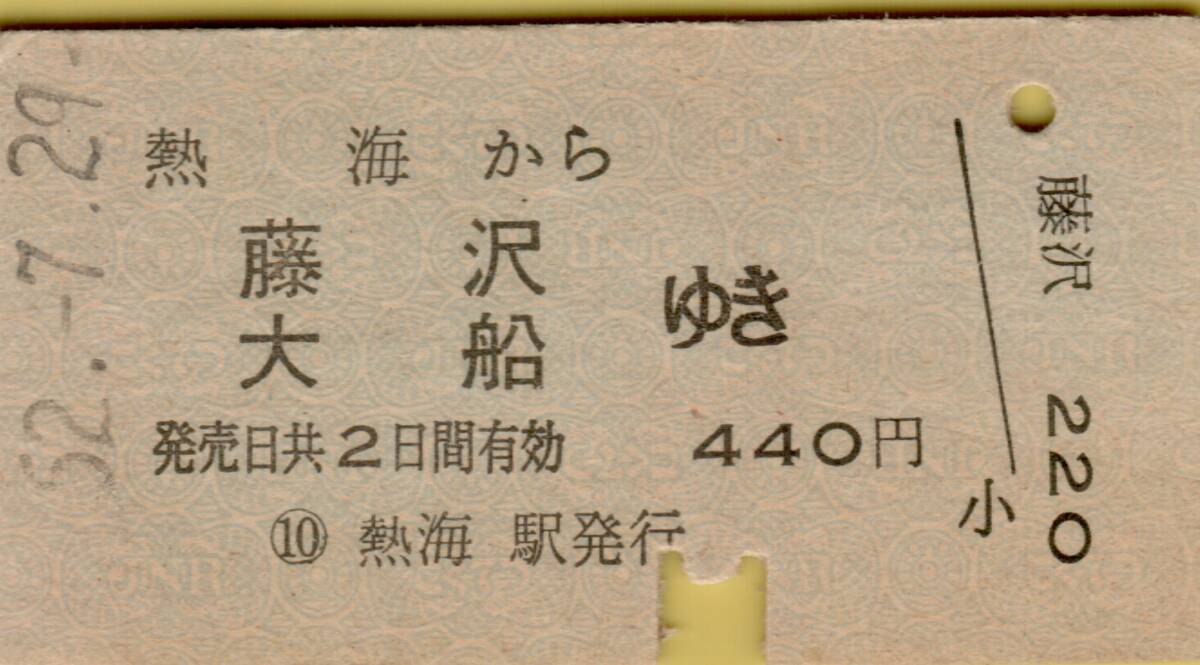 52.-7.29.
熱海から
藤沢
大船
ゆき
発売日共2日間有効 440円
⑩ 熱海 駅発行
小
藤沢 220